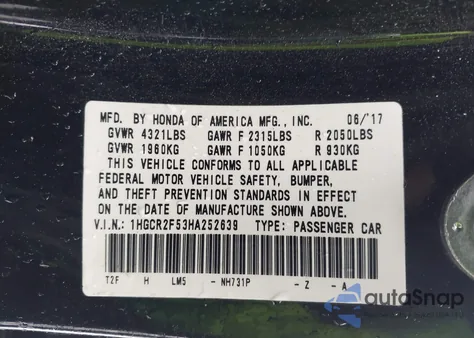 MFD. BY HONDA OF AMERICA MFG., INC. 06/'17
GVWR 4321LBS GAWR F 2315LBS R 2050LBS
GVWR 1960KG GAWR F 1050KG R 930KG
THIS VEHICLE CONFORMS TO ALL APPLICABLE
FEDERAL MOTOR VEHICLE SAFETY, BUMPER,
AND THEFT PREVENTION STANDARDS IN EFFECT
ON THE DATE OF MANUFACTURE SHOWN ABOVE.
V.I.N.: 1HGCR2F53HA252639 TYPE: PASSENGER CAR
T2F H LM5 - NH731P - Z - A
autoSnap